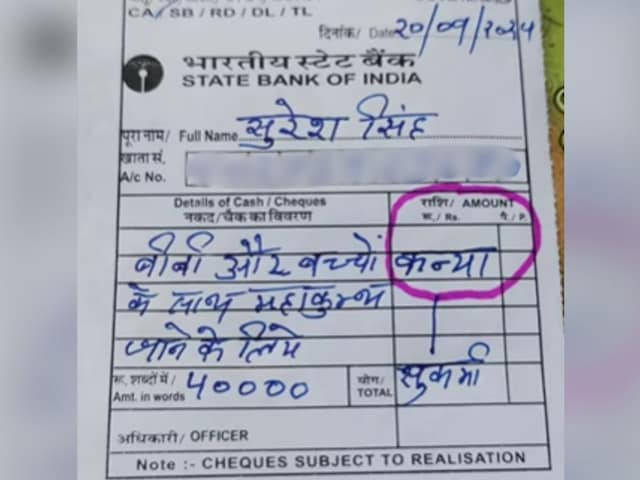 CA/SB/RD/DL/TL
दिनांक/ Date 20/09/2024
भारतीय स्टेट बैंक
STATE BANK OF INDIA
पूरा नाम/ Full Name सुरेश सिंह
खाता सं.
A/c No.
Details of Cash / Cheques राशि/ AMOUNT
नकद/चैक का विवरण रू./ Rs. पै./ P.
बीबी और बच्चों कन्या
के साथ महाकुम्भ
जाने के लिये
रू. शब्दों में/ 40000 योग/ सुकर्मा
Amt. in words TOTAL
अधिकारी/ OFFICER
Note :- CHEQUES SUBJECT TO REALISATION